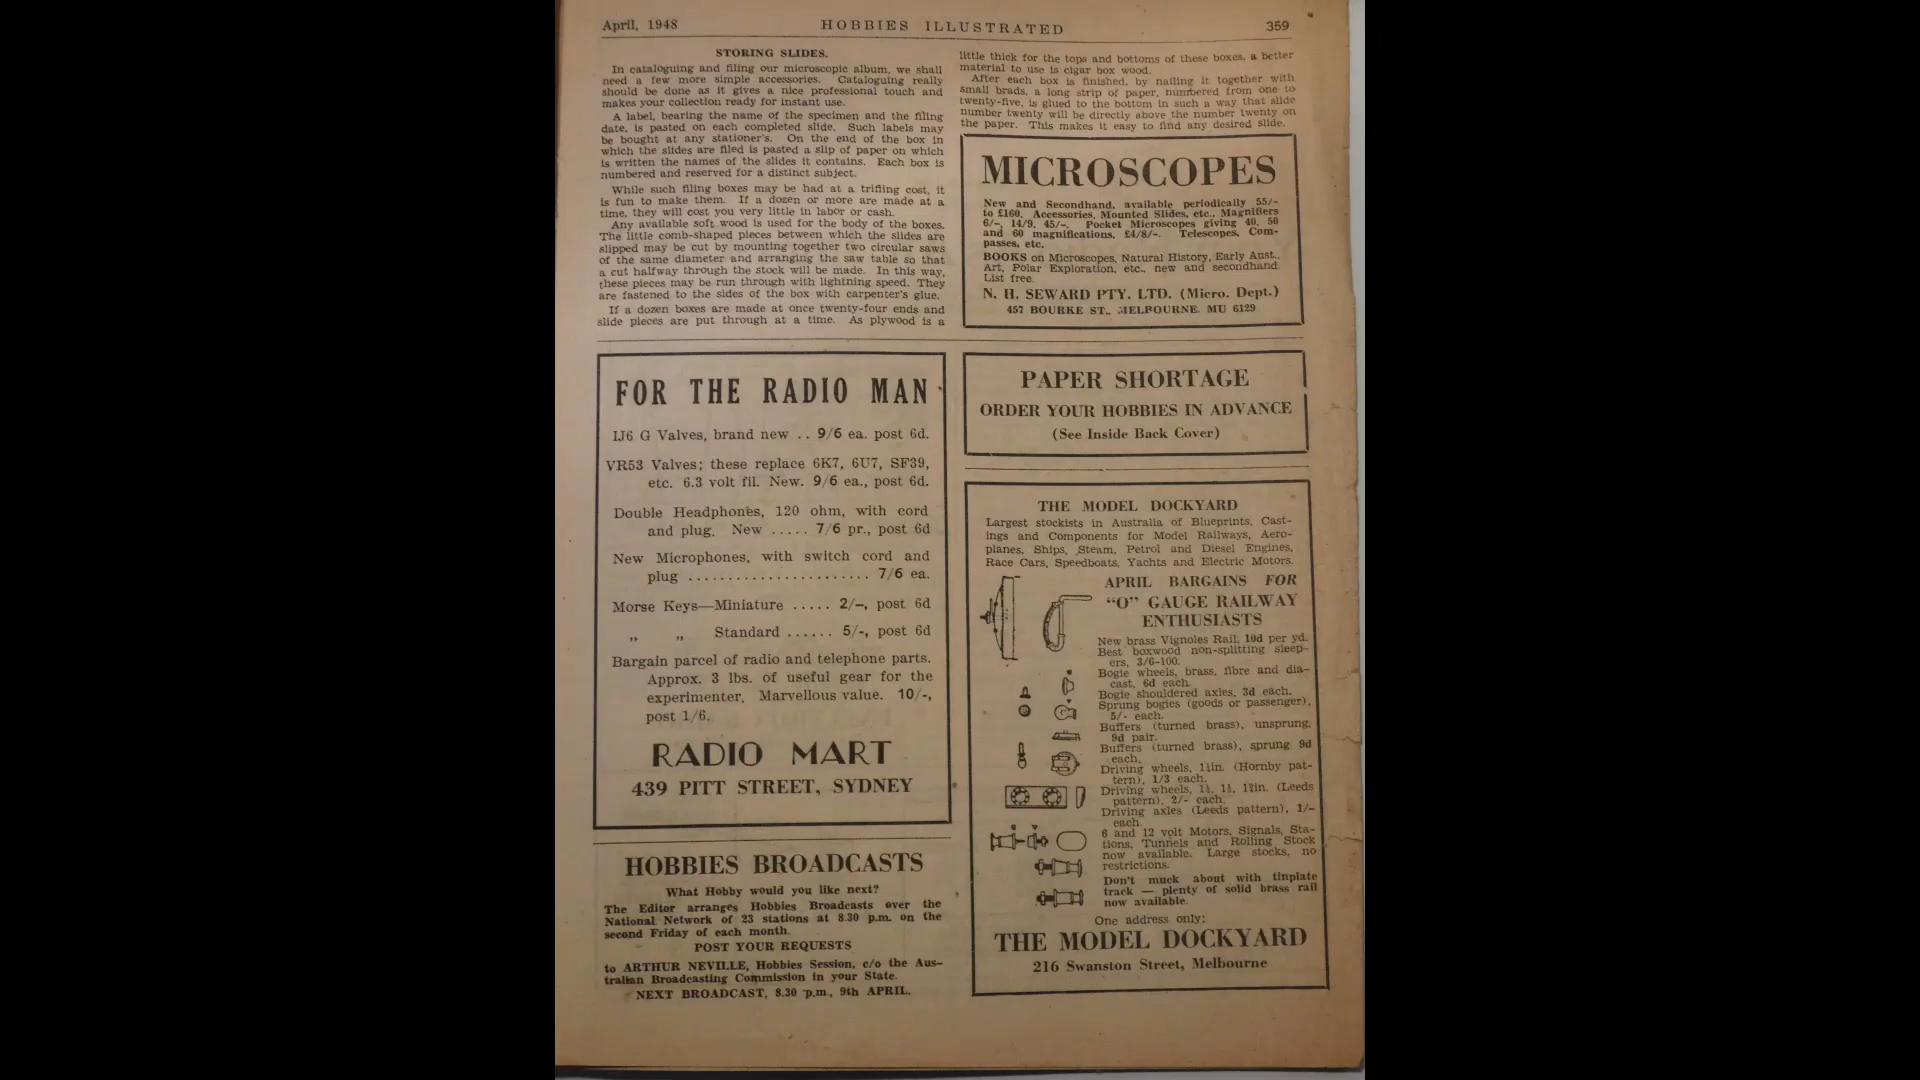 April, 1948
HOBBIES ILLUSTRATED
359
STORING SLIDES.
In cataloguing and filing our microscopic album, we shall
need a few more simple accessories. Cataloguing really
should be done as it gives a nice professional touch and
makes your collection ready for instant use.
A label, bearing the name of the specimen and the filing
date, is pasted on each completed slide. Such labels may
be bought at any stationer's. On the end of the box in
which the slides are filed is pasted a slip of paper on which
is written the names of the slides it contains. Each box is
numbered and reserved for a distinct subject.
While such filing boxes may be had at a trifling cost, it
is fun to make them. If a dozen or more are made at a
time, they will cost you very little in labor or cash.
Any available soft wood is used for the body of the boxes.
The little comb-shaped pieces between which the slides are
slipped may be cut by mounting together two circular saws
of the same diameter and arranging the saw table so that
a cut halfway through the stock will be made. In this way,
these pieces may be run through with lightning speed. They
are fastened to the sides of the box with carpenter's glue.
If a dozen boxes are made at once twenty-four ends and
slide pieces are put through at a time. As plywood is a
little thick for the tops and bottoms of these boxes, a better
material to use is cigar box wood.
After each box is finished, by nailing it together with
small brads, a long strip of paper, numbered from one to
twenty-five, is glued to the bottom in such a way that slide
number twenty will be directly above the number twenty on
the paper. This makes it easy to find any desired slide.
MICROSCOPES
New and Secondhand, available periodically 55/-
to £160. Accessories, Mounted Slides, etc., Magnifiers
6/-, 14/9, 45/-. Pocket Microscopes giving 40, 50
and 60 magnifications, £4/8/-. Telescopes, Com-
passes, etc.
BOOKS on Microscopes, Natural History, Early Aust.,
Art, Polar Exploration, etc., new and secondhand.
List free.
N. H. SEWARD PTY. LTD. (Micro. Dept.)
457 BOURKE ST., MELBOURNE. MU 6129
FOR THE RADIO MAN
IJ6 G Valves, brand new .. 9/6 ea. post 6d.
VR53 Valves; these replace 6K7, 6U7, SF39,
etc. 6.3 volt fil. New. 9/6 ea., post 6d.
Double Headphones, 120 ohm, with cord
and plug. New ..... 7/6 pr., post 6d
New Microphones, with switch cord and
plug ...................... 7/6 ea.
Morse Keys—Miniature ..... 2/–, post 6d
„ „ Standard ...... 5/-, post 6d
Bargain parcel of radio and telephone parts.
Approx. 3 lbs. of useful gear for the
experimenter. Marvellous value. 10/-,
post 1/6.
RADIO MART
439 PITT STREET, SYDNEY
HOBBIES BROADCASTS
What Hobby would you like next?
The Editor arranges Hobbies Broadcasts over the
National Network of 23 stations at 8.30 p.m. on the
second Friday of each month.
POST YOUR REQUESTS
to ARTHUR NEVILLE, Hobbies Session, c/o the Aus-
tralian Broadcasting Commission in your State.
NEXT BROADCAST, 8.30 p.m., 9th APRIL.
PAPER SHORTAGE
ORDER YOUR HOBBIES IN ADVANCE
(See Inside Back Cover)
THE MODEL DOCKYARD
Largest stockists in Australia of Blueprints, Cast-
ings and Components for Model Railways, Aero-
planes, Ships, Steam, Petrol and Diesel Engines,
Race Cars, Speedboats, Yachts and Electric Motors.
APRIL BARGAINS FOR
"O" GAUGE RAILWAY
ENTHUSIASTS
New brass Vignoles Rail, 10d per yd.
Best boxwood non-splitting sleep-
ers, 3/6-100.
Bogie wheels, brass, fibre and dia-
cast, 6d each.
Bogie shouldered axles, 3d each.
Sprung bogies (goods or passenger),
5/- each.
Buffers (turned brass), unsprung,
9d pair.
Buffers (turned brass), sprung 9d
each.
Driving wheels, (Hornby pat-
tern), 1/3 each.
Driving wheels, (Leeds
pattern), 2/- each.
Driving axles (Leeds pattern), 1/–
each.
6 and 12 volt Motors, Signals, Sta-
tions, Tunnels and Rolling Stock
now available. Large stocks, no
restrictions.
Don't muck about with tinplate
track — plenty of solid brass rail
now available.
One address only:
THE MODEL DOCKYARD
216 Swanston Street, Melbourne